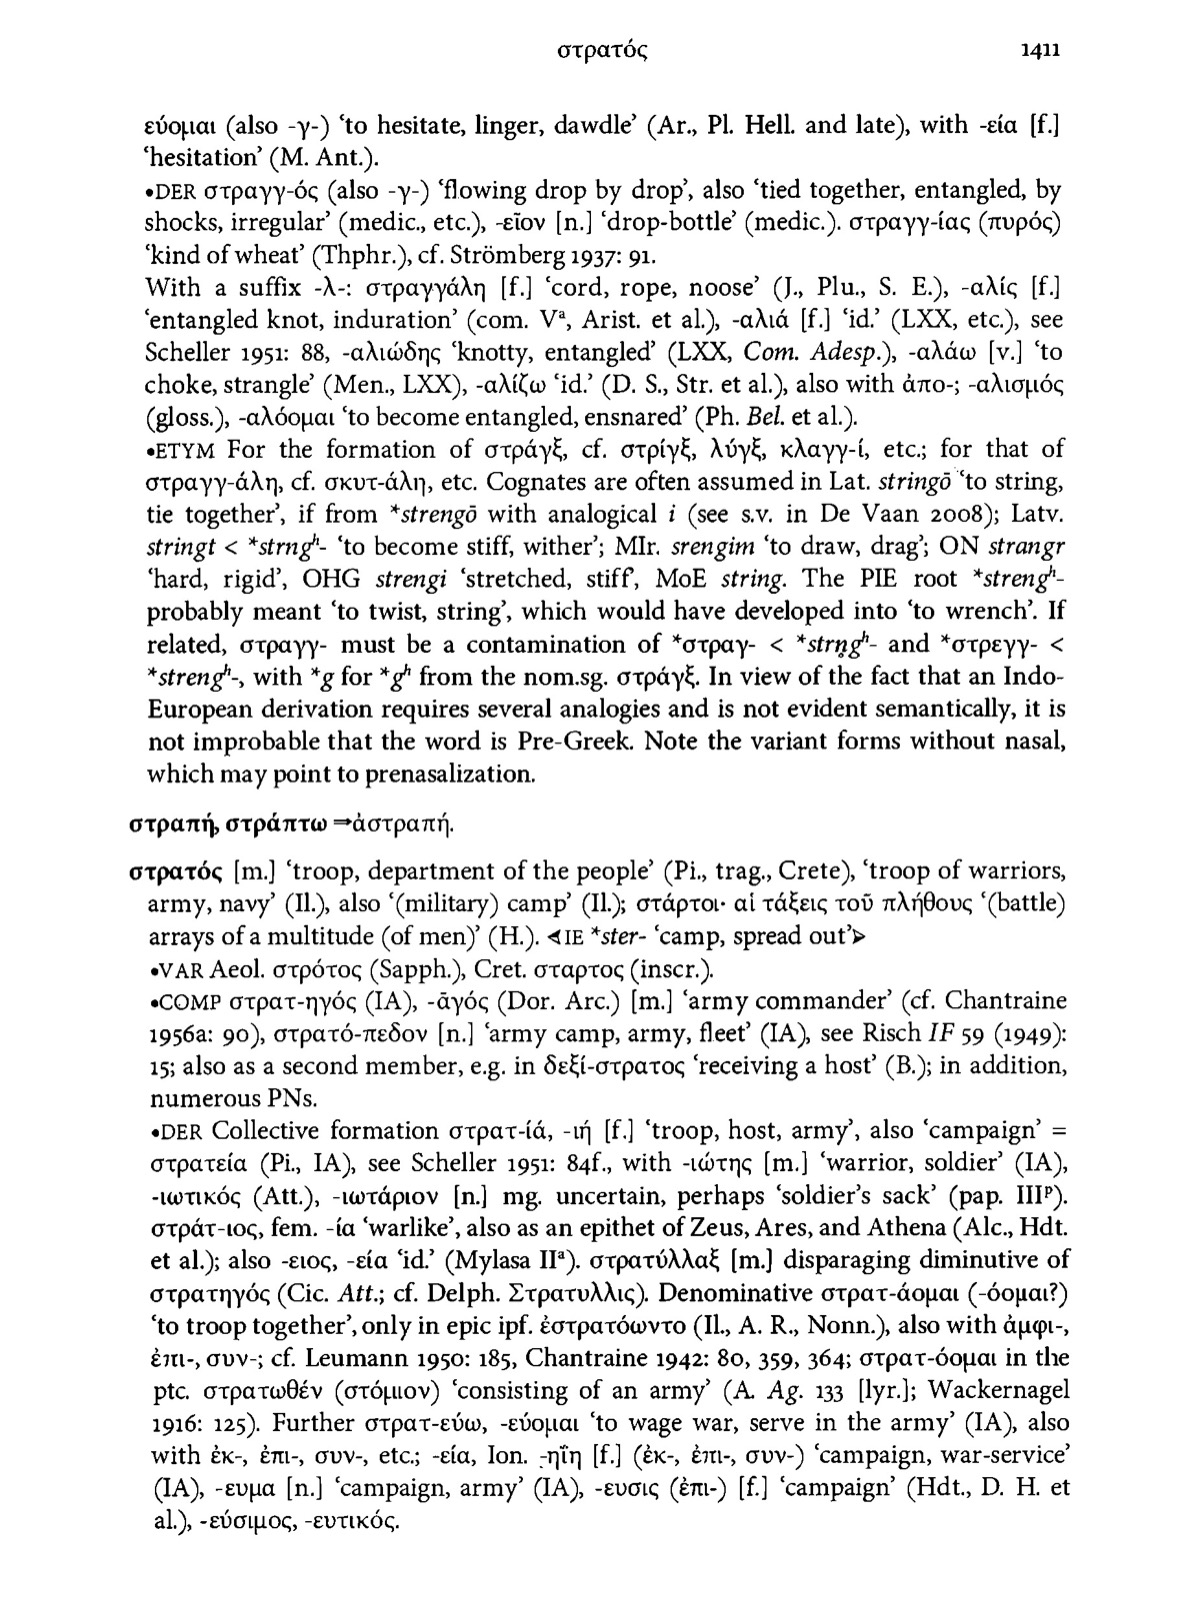 στρατός 1411
εύομαι (also -γ-) ‘to hesitate, linger, dawdle’ (Ar., Pl. Hell. and late), with -εία [f.]
‘hesitation’ (M. Ant.).
•DER στραγγ-ός (also -γ-) ‘flowing drop by drop’, also ‘tied together, entangled, by
shocks, irregular’ (medic., etc.), -εῖον [n.] ‘drop-bottle’ (medic.). στραγγ-ίας (πυρός)
‘kind of wheat’ (Thphr.), cf. Strömberg 1937: 91.
With a suffix -λ-: στραγγάλη [f.] ‘cord, rope, noose’ (J., Plu., S. E.), -αλίς [f.]
‘entangled knot, induration’ (com. Vᵃ, Arist. et al.), -αλιά [f.] ‘id.’ (LXX, etc.), see
Scheller 1951: 88, -αλιώδης ‘knotty, entangled’ (LXX, Com. Adesp.), -αλάω [v.] ‘to
choke, strangle’ (Men., LXX), -αλίζω ‘id.’ (D. S., Str. et al.), also with ἀπο-; -αλισμός
(gloss.), -αλόομαι ‘to become entangled, ensnared’ (Ph. Bel. et al.).
•ETYM For the formation of στράγξ, cf. στρίγξ, λύγξ, κλαγγ-ί, etc.; for that of
στραγγ-άλη, cf. σκυτ-άλη, etc. Cognates are often assumed in Lat. stringō ‘to string,
tie together’, if from *strengō with analogical i (see s.v. in De Vaan 2008); Latv.
stringt < *strngʰ- ‘to become stiff, wither’; MIr. srengim ‘to draw, drag’; ON strangr
‘hard, rigid’, OHG strengi ‘stretched, stiff’, MoE string. The PIE root *strengʰ-
probably meant ‘to twist, string’, which would have developed into ‘to wrench’. If
related, στραγγ- must be a contamination of *στραγ- < *strn̥gʰ- and *στρεγγ- <
*strengʰ-, with *g for *gʰ from the nom.sg. στράγξ. In view of the fact that an Indo-
European derivation requires several analogies and is not evident semantically, it is
not improbable that the word is Pre-Greek. Note the variant forms without nasal,
which may point to prenasalization.
στραπή, στράπτω ⇒ἀστραπή.
στρατός [m.] ‘troop, department of the people’ (Pi., trag., Crete), ‘troop of warriors,
army, navy’ (Il.), also ‘(military) camp’ (Il.); στάρτοι· αἱ τάξεις τοῦ πλήθους ‘(battle)
arrays of a multitude (of men)’ (H.). ⋖IE *ster- ‘camp, spread out’⋗
•VAR Aeol. στρότος (Sapph.), Cret. σταρτος (inscr.).
•COMP στρατ-ηγός (IA), -ᾱγός (Dor. Arc.) [m.] ‘army commander’ (cf. Chantraine
1956a: 90), στρατό-πεδον [n.] ‘army camp, army, fleet’ (IA), see Risch IF 59 (1949):
15; also as a second member, e.g. in δεξί-στρατος ‘receiving a host’ (B.); in addition,
numerous PNs.
•DER Collective formation στρατ-ιά, -ιή [f.] ‘troop, host, army’, also ‘campaign’ =
στρατεία (Pi., IA), see Scheller 1951: 84f., with -ιώτης [m.] ‘warrior, soldier’ (IA),
-ιωτικός (Att.), -ιωτάριον [n.] mg. uncertain, perhaps ‘soldier’s sack’ (pap. IIIᵖ).
στράτ-ιος, fem. -ία ‘warlike’, also as an epithet of Zeus, Ares, and Athena (Alc., Hdt.
et al.); also -ειος, -εία ‘id.’ (Mylasa IIᵃ). στρατύλλαξ [m.] disparaging diminutive of
στρατηγός (Cic. Att.; cf. Delph. Στρατυλλις). Denominative στρατ-άομαι (-όομαι?)
‘to troop together’, only in epic ipf. ἐστρατόωντο (Il., A. R., Nonn.), also with ἀμφι-,
ἐπι-, συν-; cf. Leumann 1950: 185, Chantraine 1942: 80, 359, 364; στρατ-όομαι in the
ptc. στρατωθέν (στόμιον) ‘consisting of an army’ (A. Ag. 133 [lyr.]; Wackernagel
1916: 125). Further στρατ-εύω, -εύομαι ‘to wage war, serve in the army’ (IA), also
with ἐκ-, ἐπι-, συν-, etc.; -εία, Ion. -ηΐη [f.] (ἐκ-, ἐπι-, συν-) ‘campaign, war-service’
(IA), -ευμα [n.] ‘campaign, army’ (IA), -ευσις (ἐπι-) [f.] ‘campaign’ (Hdt., D. H. et
al.), -εύσιμος, -ευτικός.